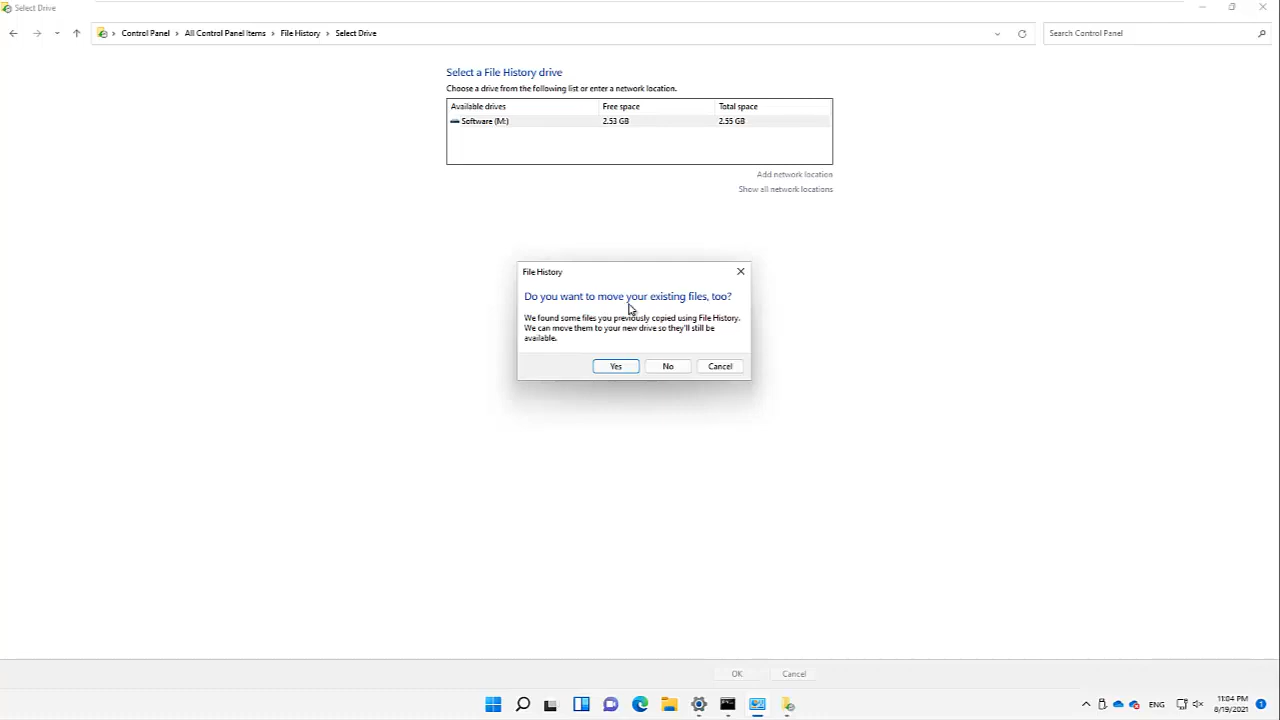 Select Drive
Control Panel > All Control Panel Items > File History > Select Drive
Search Control Panel
Select a File History drive
Choose a drive from the following list or enter a network location.
Available drives Free space Total space
Software (M:) 2.53 GB 2.55 GB
Add network location
Show all network locations
File History
Do you want to move your existing files, too?
We found some files you previously copied using File History.
We can move them to your new drive so they'll still be
available.
Yes No Cancel
OK Cancel
ENG
11:04 PM
8/19/2021
1